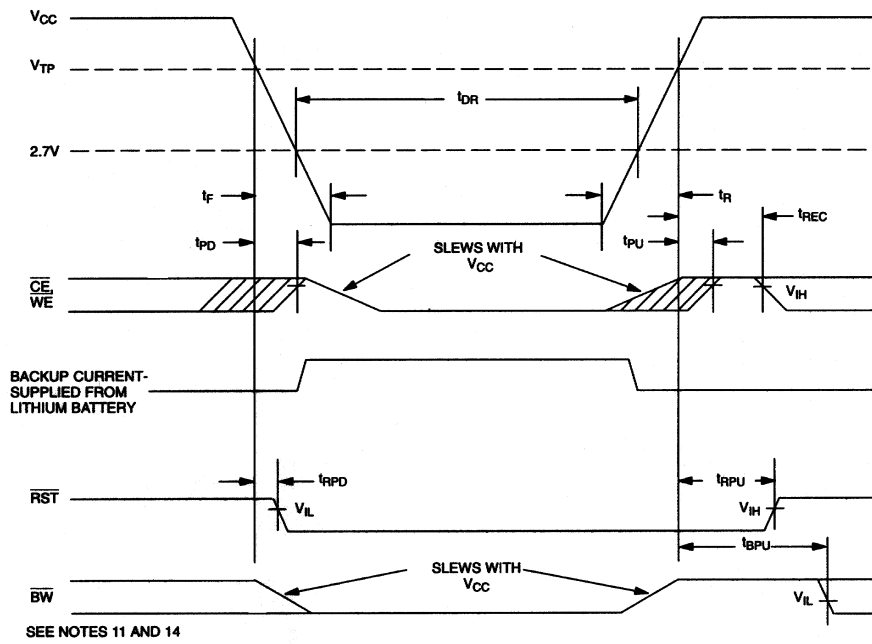 VCC
VTP
tDR
2.7V
tF
tR
tREC
tPD
tPU
SLEWS WITH
VCC
CE,
WE
VIH
BACKUP CURRENT-
SUPPLIED FROM
LITHIUM BATTERY
tRPD
tRPU
RST
VIL
VIH
tBPU
SLEWS WITH
VCC
BW
VIL
SEE NOTES 11 AND 14